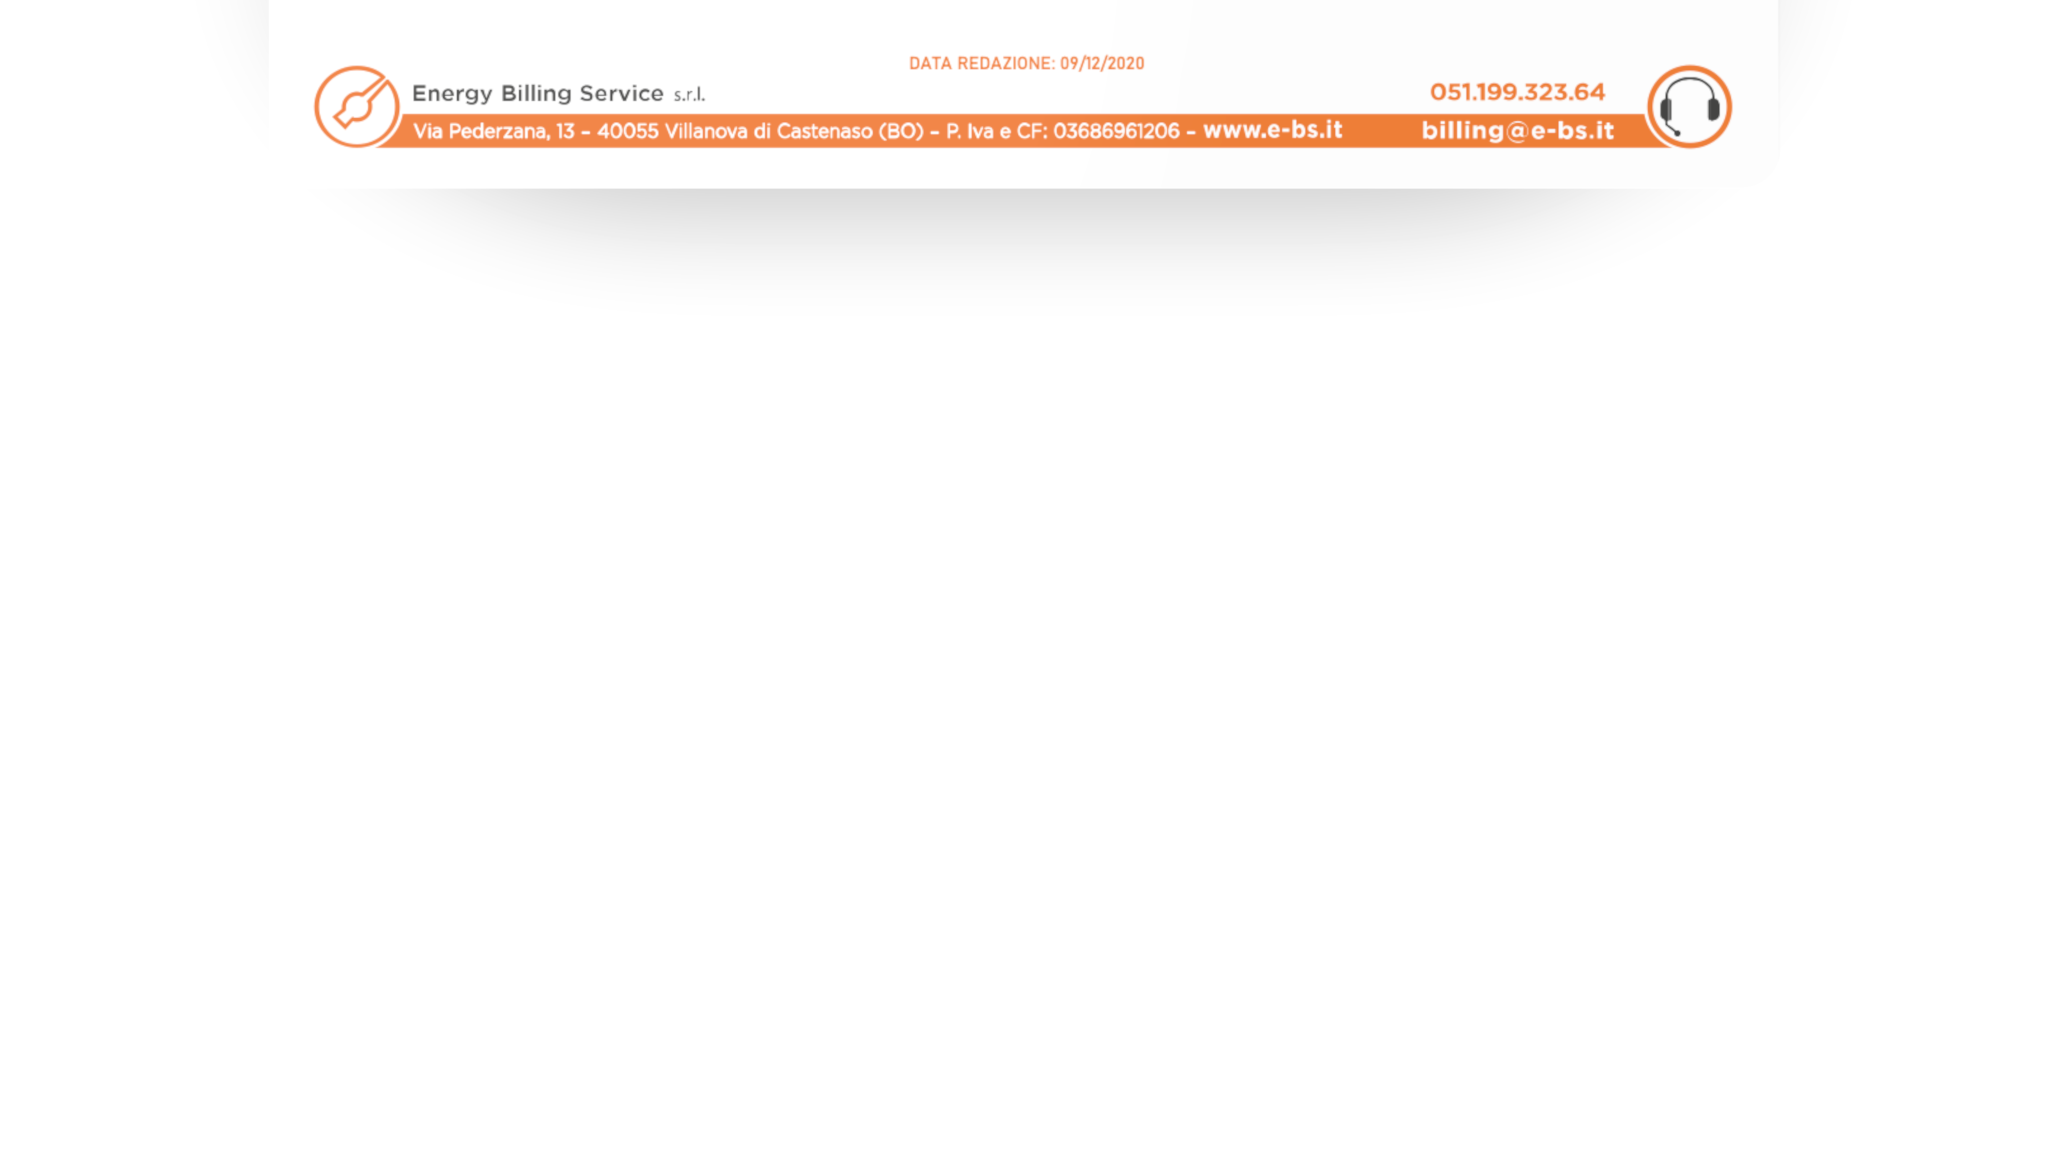 DATA REDAZIONE: 09/12/2020
Energy Billing Service s.r.l.
051.199.323.64
Via Pederzana, 13 – 40055 Villanova di Castenaso (BO) – P. Iva e CF: 03686961206 – www.e-bs.it
billing@e-bs.it